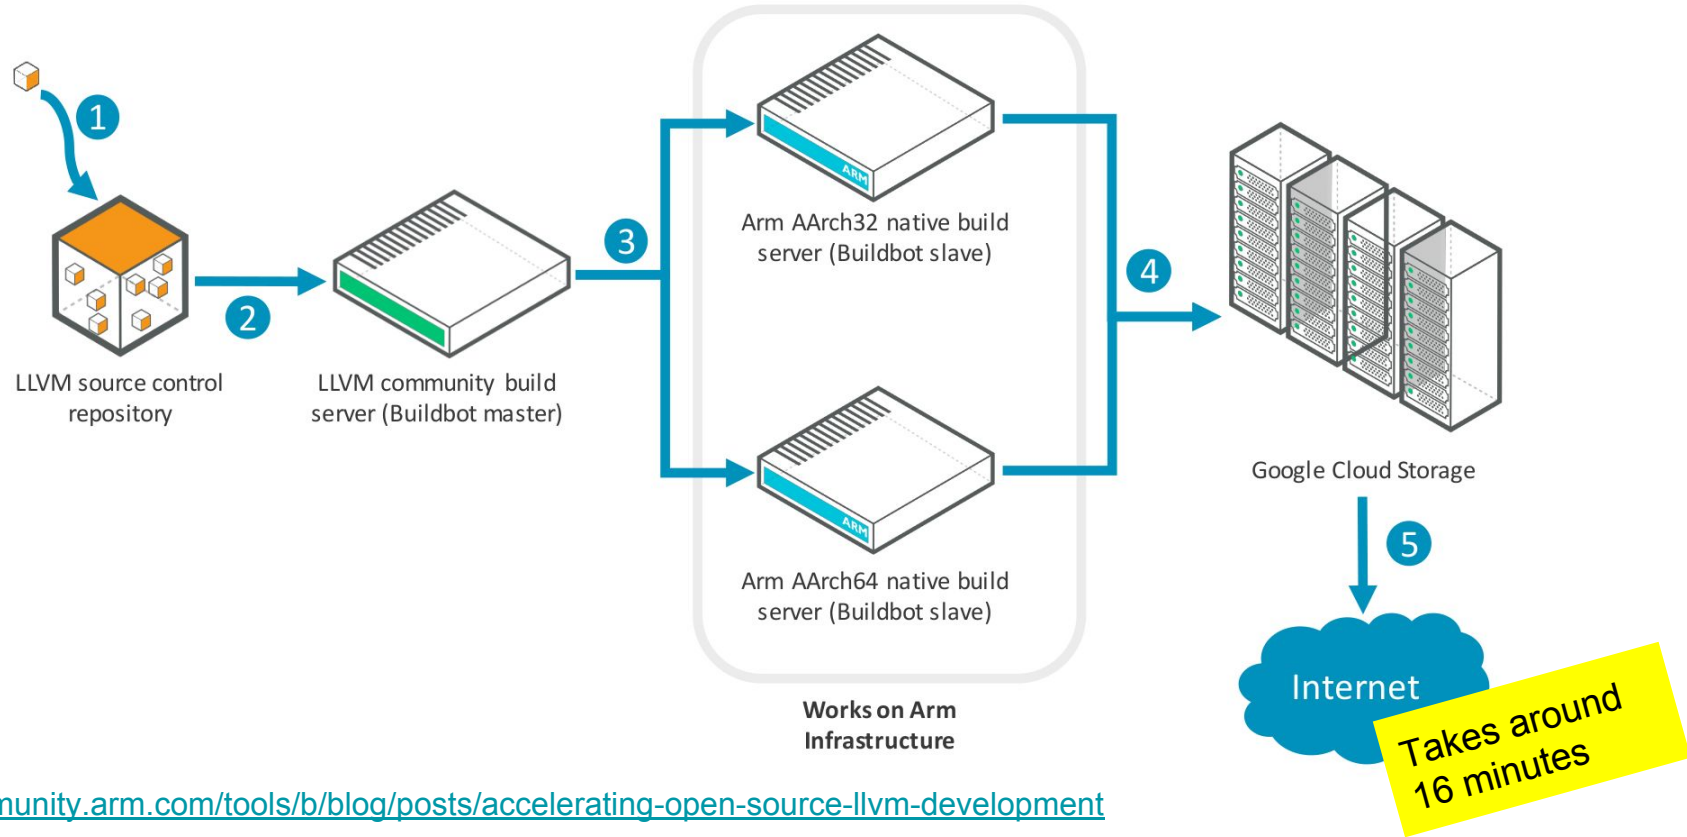 1
LLVM source control
repository
2
LLVM community build
server (Buildbot master)
3
ARM
Arm AArch32 native build
server (Buildbot slave)
ARM
Arm AArch64 native build
server (Buildbot slave)
Works on Arm
Infrastructure
4
Google Cloud Storage
5
Internet
Takes around
16 minutes
munity.arm.com/tools/b/blog/posts/accelerating-open-source-llvm-development